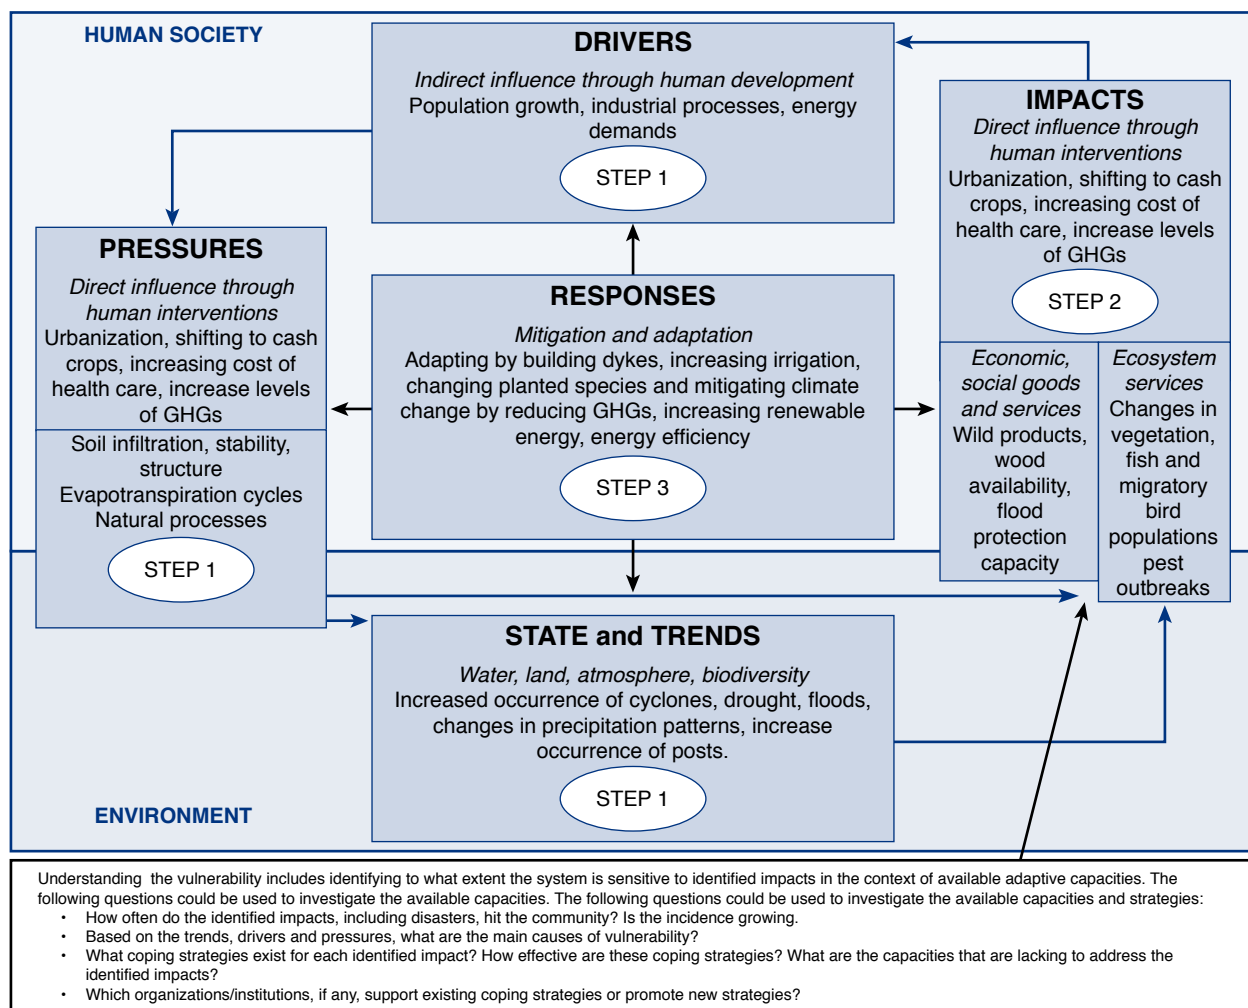 HUMAN SOCIETY
DRIVERS
Indirect influence through human development
Population growth, industrial processes, energy
demands
STEP 1
IMPACTS
Direct influence through
human interventions
Urbanization, shifting to cash
crops, increasing cost of
health care, increase levels
of GHGs
STEP 2
Economic,
social goods
and services
Wild products,
wood
availability,
flood
protection
capacity
Ecosystem
services
Changes in
vegetation,
fish and
migratory
bird
populations
pest
outbreaks
PRESSURES
Direct influence through
human interventions
Urbanization, shifting to cash
crops, increasing cost of
health care, increase levels
of GHGs
Soil infiltration, stability,
structure
Evapotranspiration cycles
Natural processes
STEP 1
RESPONSES
Mitigation and adaptation
Adapting by building dykes, increasing irrigation,
changing planted species and mitigating climate
change by reducing GHGs, increasing renewable
energy, energy efficiency
STEP 3
STATE and TRENDS
Water, land, atmosphere, biodiversity
Increased occurrence of cyclones, drought, floods,
changes in precipitation patterns, increase
occurrence of posts.
STEP 1
ENVIRONMENT
Understanding the vulnerability includes identifying to what extent the system is sensitive to identified impacts in the context of available adaptive capacities. The
following questions could be used to investigate the available capacities. The following questions could be used to investigate the available capacities and strategies:
• How often do the identified impacts, including disasters, hit the community? Is the incidence growing.
• Based on the trends, drivers and pressures, what are the main causes of vulnerability?
• What coping strategies exist for each identified impact? How effective are these coping strategies? What are the capacities that are lacking to address the
identified impacts?
• Which organizations/institutions, if any, support existing coping strategies or promote new strategies?